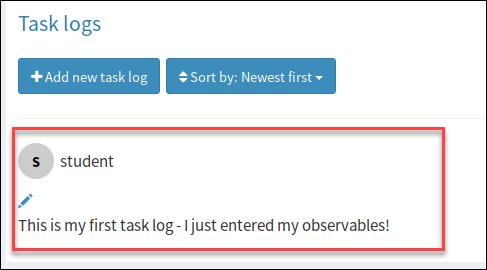 Task logs
+ Add new task log
Sort by: Newest first
S
student
This is my first task log - I just entered my observables!